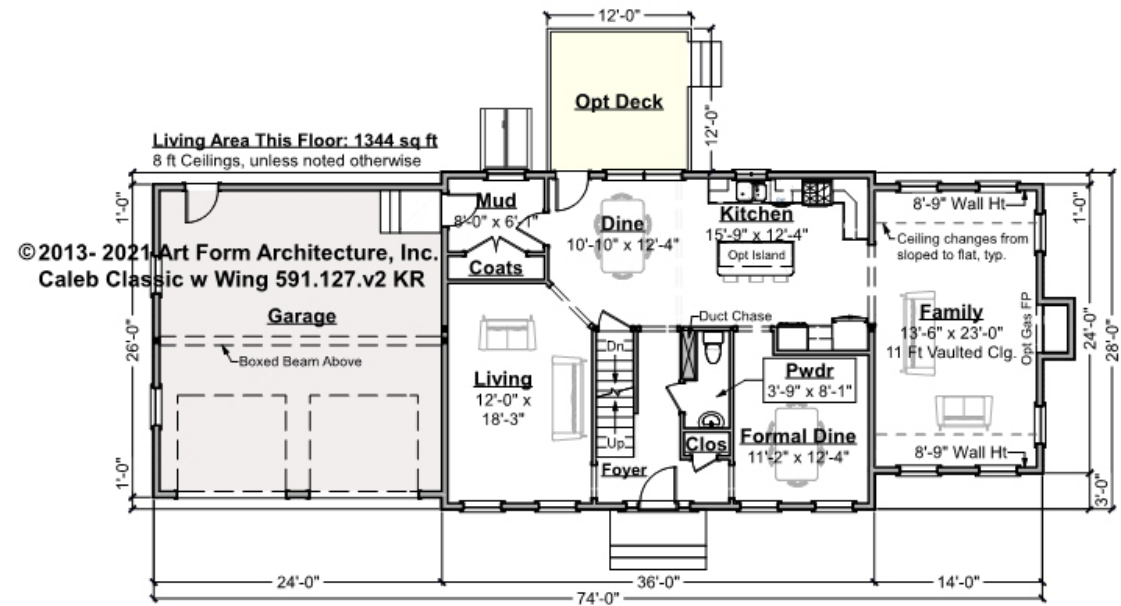 12'-0"
Opt Deck
12'-0"
Living Area This Floor: 1344 sq ft
8 ft Ceilings, unless noted otherwise
1'-0"
Mud
8'-0" x 6'-1"
Dine
10'-10" x 12'-4"
Kitchen
15'-9" x 12'-4"
Opt Island
8'-9" Wall Ht
1'-0"
Ceiling changes from
sloped to flat, typ.
©2013- 2021 Art Form Architecture, Inc.
Caleb Classic w Wing 591.127.v2 KR
Coats
Garage
Boxed Beam Above
26'-0"
Duct Chase
Family
13'-6" x 23'-0"
11 Ft Vaulted Clg.
Opt Gas FP
24'-0"
28'-0"
Dn
Living
12'-0" x
18'-3"
Pwdr
3'-9" x 8'-1"
Up
Clos
Formal Dine
11'-2" x 12'-4"
Foyer
8'-9" Wall Ht
1'-0"
3'-0"
24'-0"
36'-0"
14'-0"
74'-0"